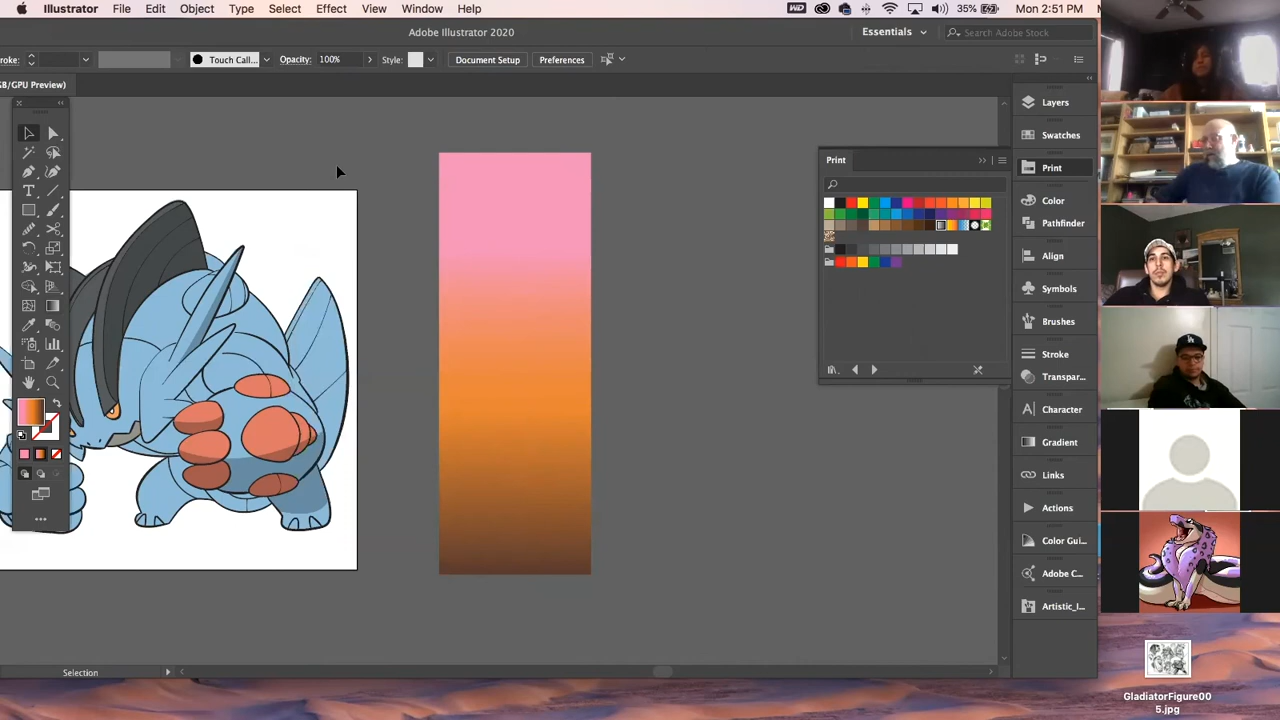 Illustrator File Edit Object Type Select Effect View Window Help
35% Mon 2:51 PM
Adobe Illustrator 2020
Essentials
Search Adobe Stock
roke:
Touch Call...
Opacity: 100%
Style:
Document Setup
Preferences
GB/GPU Preview)
Print
Layers
Swatches
Print
Color
Pathfinder
Align
Symbols
Brushes
Stroke
Transpar...
Character
Gradient
Links
Actions
Color Gui...
Adobe C...
Artistic_I...
Selection
GladiatorFigure00
5.jpg